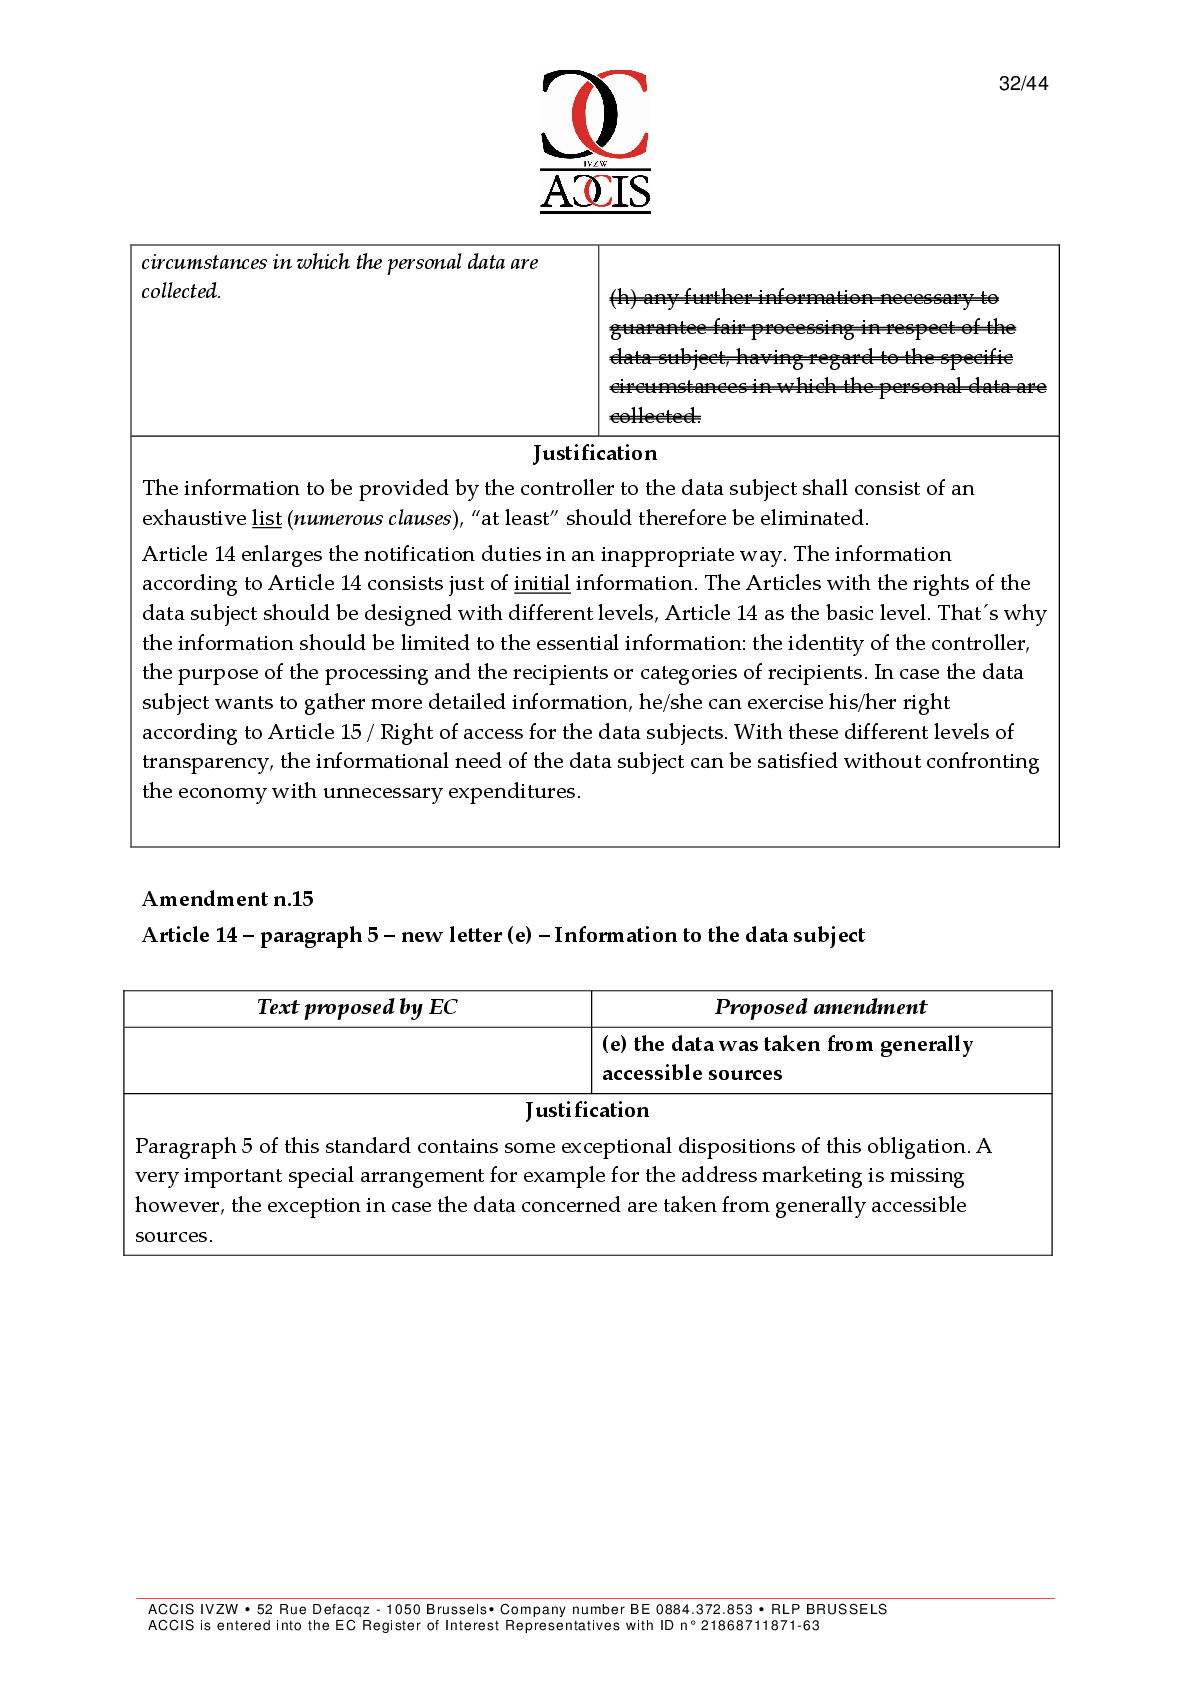 32/44
IVZW
ACCIS
circumstances in which the personal data are
collected.
(h) any further information necessary to
guarantee fair processing in respect of the
data subject, having regard to the specific
circumstances in which the personal data are
collected.
Justification
The information to be provided by the controller to the data subject shall consist of an
exhaustive list (numerous clauses), “at least” should therefore be eliminated.
Article 14 enlarges the notification duties in an inappropriate way. The information
according to Article 14 consists just of initial information. The Articles with the rights of the
data subject should be designed with different levels, Article 14 as the basic level. That´s why
the information should be limited to the essential information: the identity of the controller,
the purpose of the processing and the recipients or categories of recipients. In case the data
subject wants to gather more detailed information, he/she can exercise his/her right
according to Article 15 / Right of access for the data subjects. With these different levels of
transparency, the informational need of the data subject can be satisfied without confronting
the economy with unnecessary expenditures.
Amendment n.15
Article 14 – paragraph 5 – new letter (e) – Information to the data subject
Text proposed by EC
Proposed amendment
(e) the data was taken from generally
accessible sources
Justification
Paragraph 5 of this standard contains some exceptional dispositions of this obligation. A
very important special arrangement for example for the address marketing is missing
however, the exception in case the data concerned are taken from generally accessible
sources.
ACCIS IVZW • 52 Rue Defacqz - 1050 Brussels• Company number BE 0884.372.853 • RLP BRUSSELS
ACCIS is entered into the EC Register of Interest Representatives with ID n° 21868711871-63